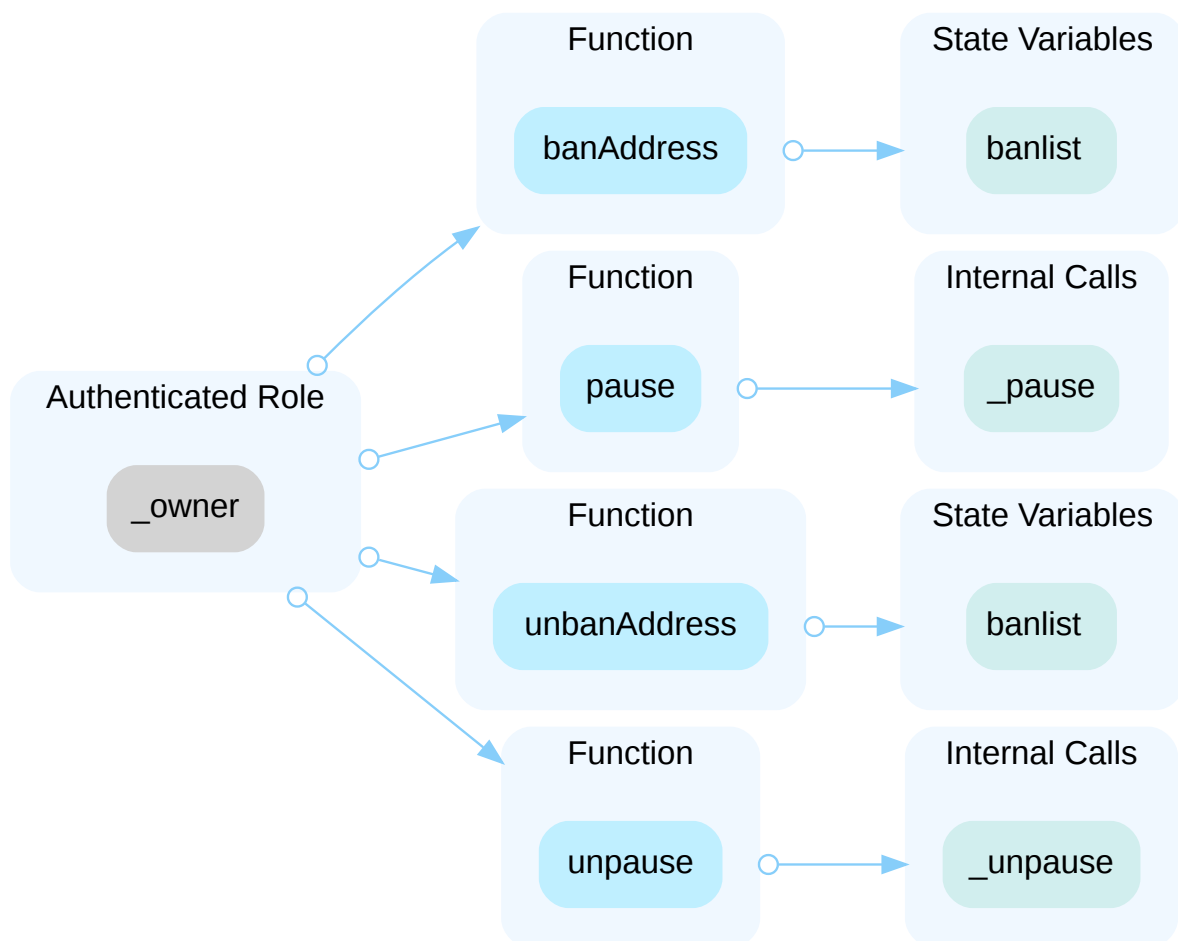 Function
State Variables
banAddress
banlist
Function
Internal Calls
pause
_pause
Authenticated Role
_owner
Function
State Variables
unbanAddress
banlist
Function
Internal Calls
unpause
_unpause